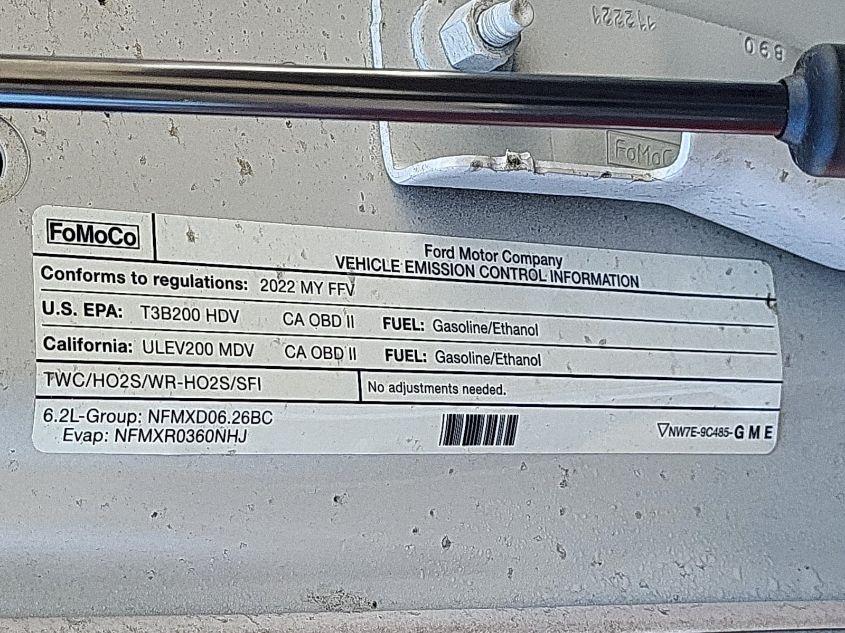 112221
890
FoMoCo
FoMoCo
Ford Motor Company
VEHICLE EMISSION CONTROL INFORMATION
Conforms to regulations: 2022 MY FFV
U.S. EPA: T3B200 HDV CA OBD II FUEL: Gasoline/Ethanol
California: ULEV200 MDV CA OBD II FUEL: Gasoline/Ethanol
TWC/HO2S/WR-HO2S/SFI No adjustments needed.
6.2L-Group: NFMXD06.26BC
Evap: NFMXR0360NHJ
▽NW7E-9C485-G M E